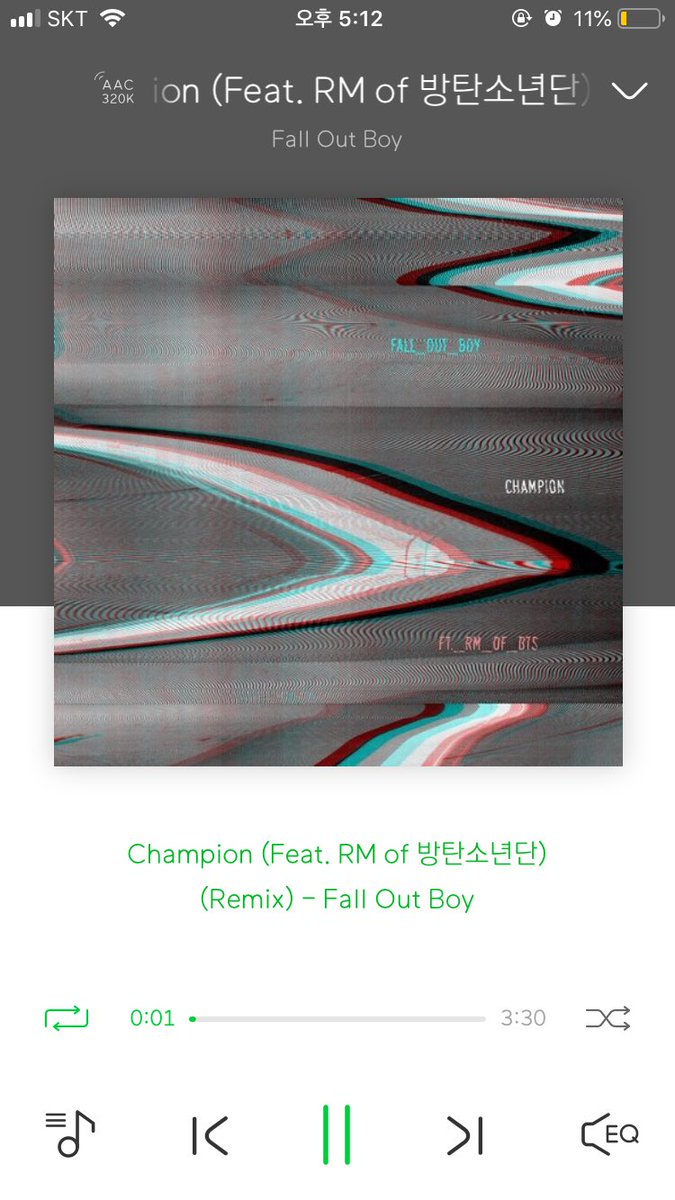 SKT 오후 5:12 11%
AAC
320K
ion (Feat. RM of 방탄소년단)
Fall Out Boy
FALL_OUT_BOY
CHAMPION
FT._RM_OF_BTS
Champion (Feat. RM of 방탄소년단)
(Remix) - Fall Out Boy
0:01 3:30
EQ